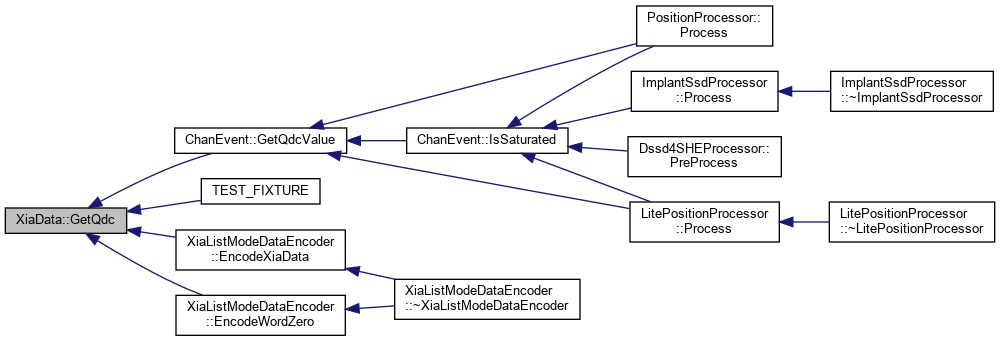 PositionProcessor::
Process
ImplantSsdProcessor
::Process
ImplantSsdProcessor
::~ImplantSsdProcessor
ChanEvent::GetQdcValue
ChanEvent::IsSaturated
Dssd4SHEProcessor::
PreProcess
TEST_FIXTURE
XiaData::GetQdc
LitePositionProcessor
::Process
LitePositionProcessor
::~LitePositionProcessor
XiaListModeDataEncoder
::EncodeXiaData
XiaListModeDataEncoder
::~XiaListModeDataEncoder
XiaListModeDataEncoder
::EncodeWordZero